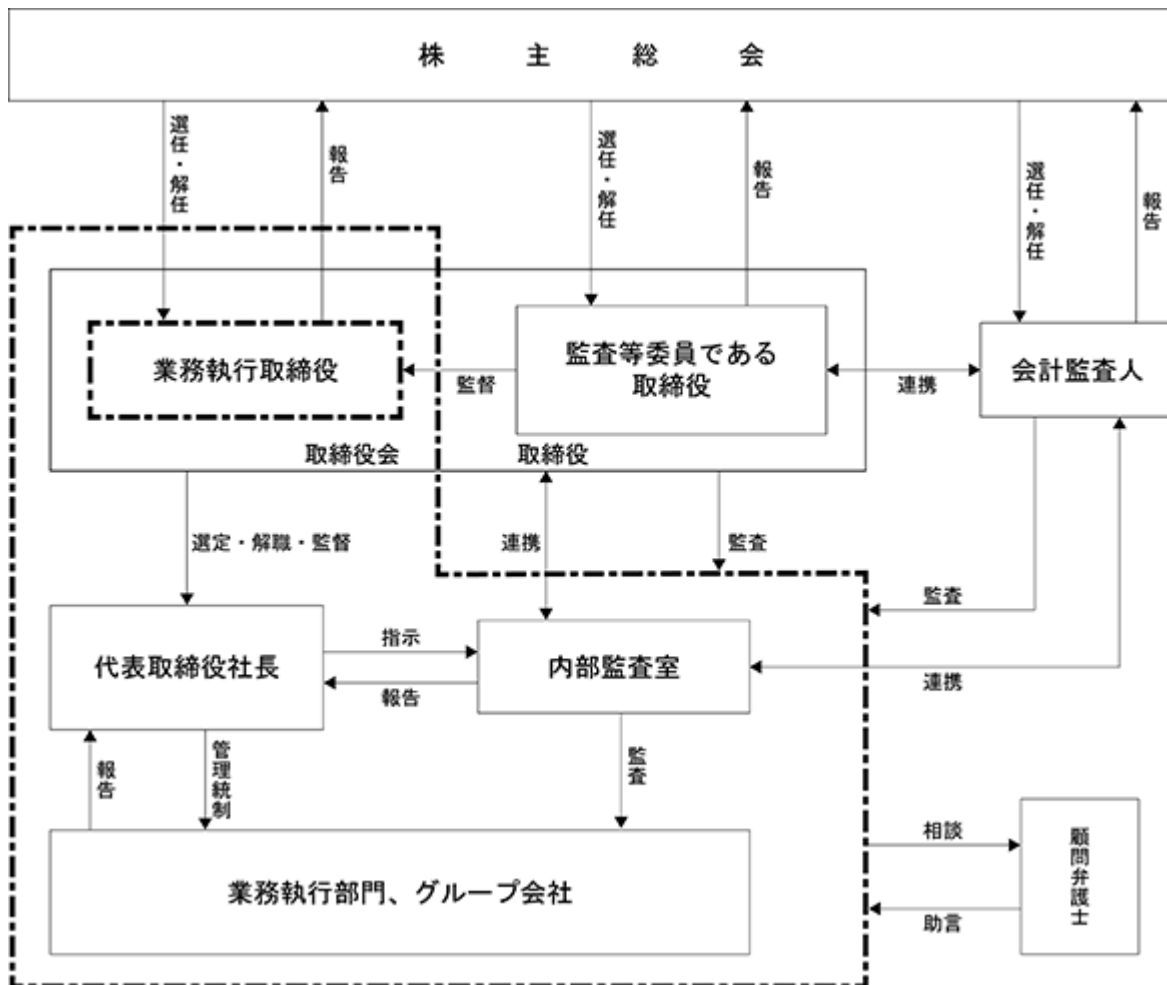 株主総会
選任・解任
報告
選任・解任
報告
選任・解任
報告
業務執行取締役
監督
監査等委員である
取締役
連携
会計監査人
取締役会
取締役
選定・解職・監督
連携
監査
監査
代表取締役社長
指示
報告
内部監査室
連携
報告
管理統制
監査
業務執行部門、グループ会社
相談
助言
顧問弁護士